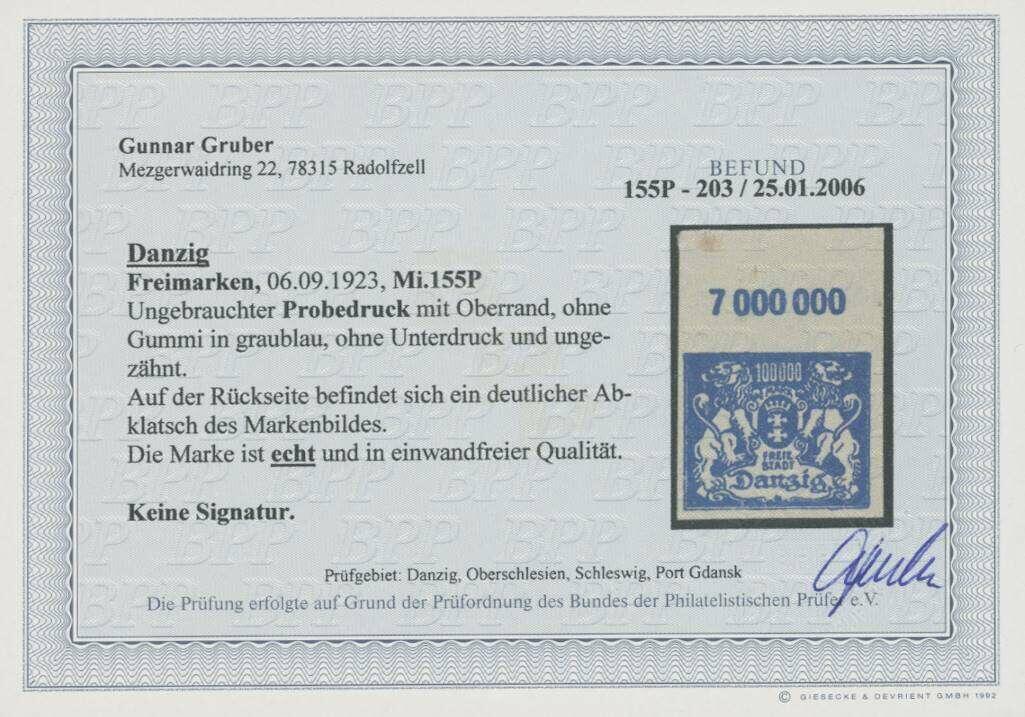 Gunnar Gruber
Mezgerwaidring 22, 78315 Radolfzell
BEFUND
155P - 203 / 25.01.2006
Danzig
Freimarken, 06.09.1923, Mi.155P
Ungebrauchter Probedruck mit Oberrand, ohne
Gummi in graublau, ohne Unterdruck und unge-
zähnt.
Auf der Rückseite befindet sich ein deutlicher Ab-
klatsch des Markenbildes.
Die Marke ist echt und in einwandfreier Qualität.
Keine Signatur.
7 000 000
100000
FREIE
STADT
Danzig
Prüfgebiet: Danzig, Oberschlesien, Schleswig, Port Gdansk
Die Prüfung erfolgte auf Grund der Prüfordnung des Bundes der Philatelistischen Prüfer e.V.
© GIESECKE & DEVRIENT GMBH 1992